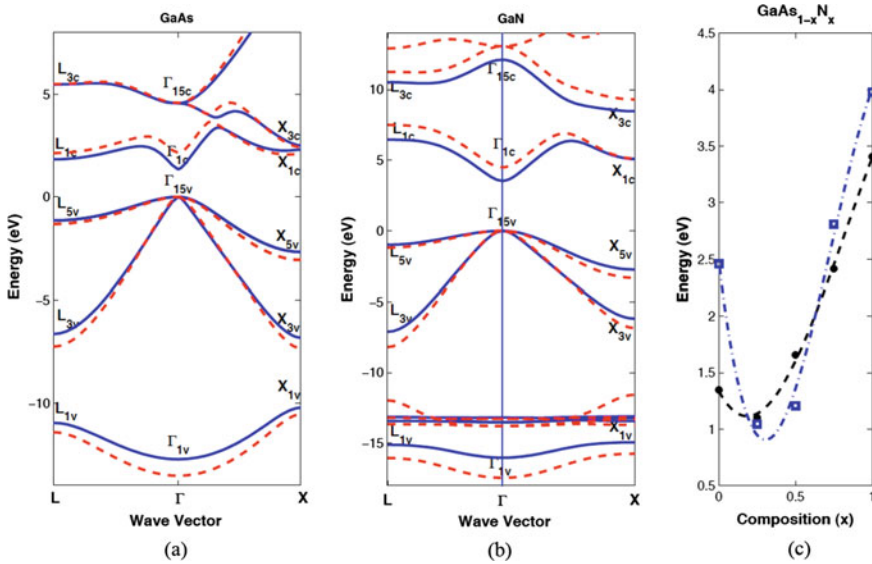 GaAs
Energy (eV)
5
0
−5
−10
L3c
L1c
L5v
L3v
L1v
Γ15c
Γ1c
Γ15v
Γ1v
X3c
X1c
X5v
X3v
X1v
L
Γ
X
Wave Vector
(a)
GaN
Energy (eV)
10
5
0
−5
−10
−15
L3c
L1c
L5v
L3v
L1v
Γ15c
Γ1c
Γ15v
Γ1v
X3c
X1c
X5v
X3v
X1v
L
Γ
X
Wave Vector
(b)
GaAs1−xNx
4.5
4
3.5
3
2.5
2
1.5
1
0.5
Energy (eV)
0
0.5
1
Composition (x)
(c)